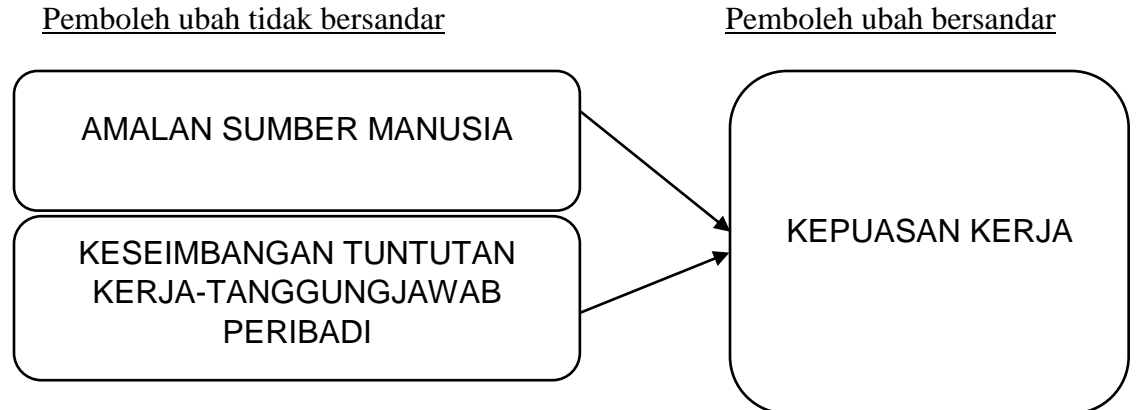 Pemboleh ubah tidak bersandar
Pemboleh ubah bersandar
AMALAN SUMBER MANUSIA
KESEIMBANGAN TUNTUTAN
KERJA-TANGGUNGJAWAB
PERIBADI
KEPUASAN KERJA